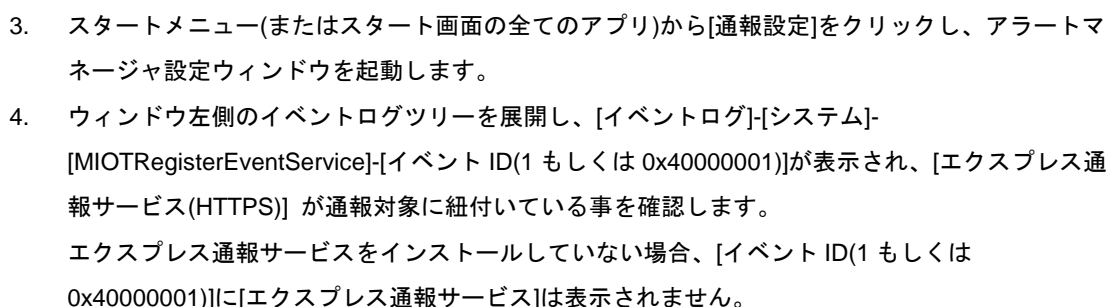 3. スタートメニュー(またはスタート画面の全てのアプリ)から[通報設定]をクリックし、アラートマ
ネージャ設定ウィンドウを起動します。
4. ウィンドウ左側のイベントログツリーを展開し、[イベントログ]-[システム]-
[MIOTRegisterEventService]-[イベント ID(1 もしくは 0x40000001)]が表示され、[エクスプレス通
報サービス(HTTPS)] が通報対象に紐付いている事を確認します。
エクスプレス通報サービスをインストールしていない場合、[イベント ID(1 もしくは
0x40000001)]に[エクスプレス通報サービス]は表示されません。